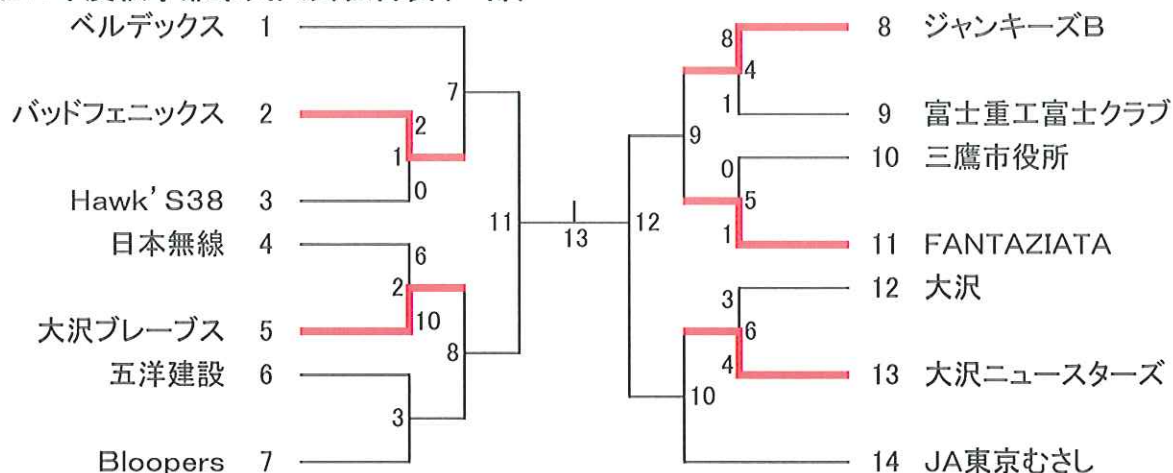 ベルデックス 1
バッドフェニックス 2
Hawk'S38 3
日本無線 4
大沢ブレーブス 5
五洋建設 6
Bloopers 7
7
2
1
0
6
2
10
8
3
11
13
12
9
10
8
4
1
0
5
1
3
6
4
8 ジャンキーズB
9 富士重工富士クラブ
10 三鷹市役所
11 FANTAZIATA
12 大沢
13 大沢ニュースターズ
14 JA東京むさし